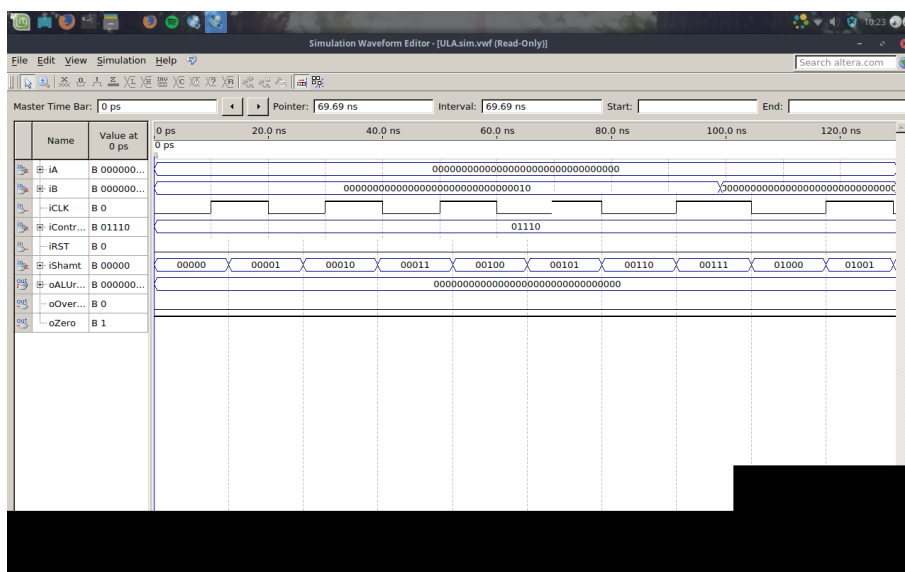 10:23
Simulation Waveform Editor - [ULA.sim.vwf (Read-Only)]
File Edit View Simulation Help
Search altera.com
Master Time Bar: 0 ps Pointer: 69.69 ns Interval: 69.69 ns Start: End:
Name Value at 0 ps 0 ps 20.0 ns 40.0 ns 60.0 ns 80.0 ns 100.0 ns 120.0 ns
0 ps
iA B 000000... 00000000000000000000000000000000
iB B 000000... 00000000000000000000000000000010
iCLK B 0
iContr... B 01110 01110
iRST B 0
iShamt B 00000 00000 00001 00010 00011 00100 00101 00110 00111 01000 01001
oALUr... B 000000... 00000000000000000000000000000000
oOver... B 0
oZero B 1